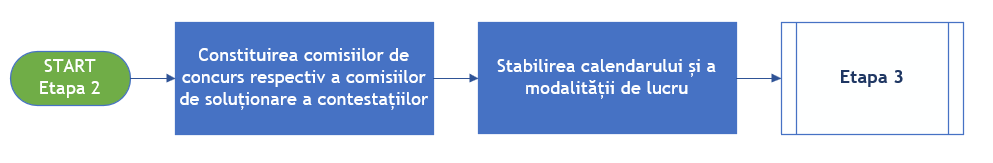 START
Etapa 2
Constituirea comisiilor de
concurs respectiv a comisiilor
de soluționare a contestațiilor
Stabilirea calendarului și a
modalității de lucru
Etapa 3